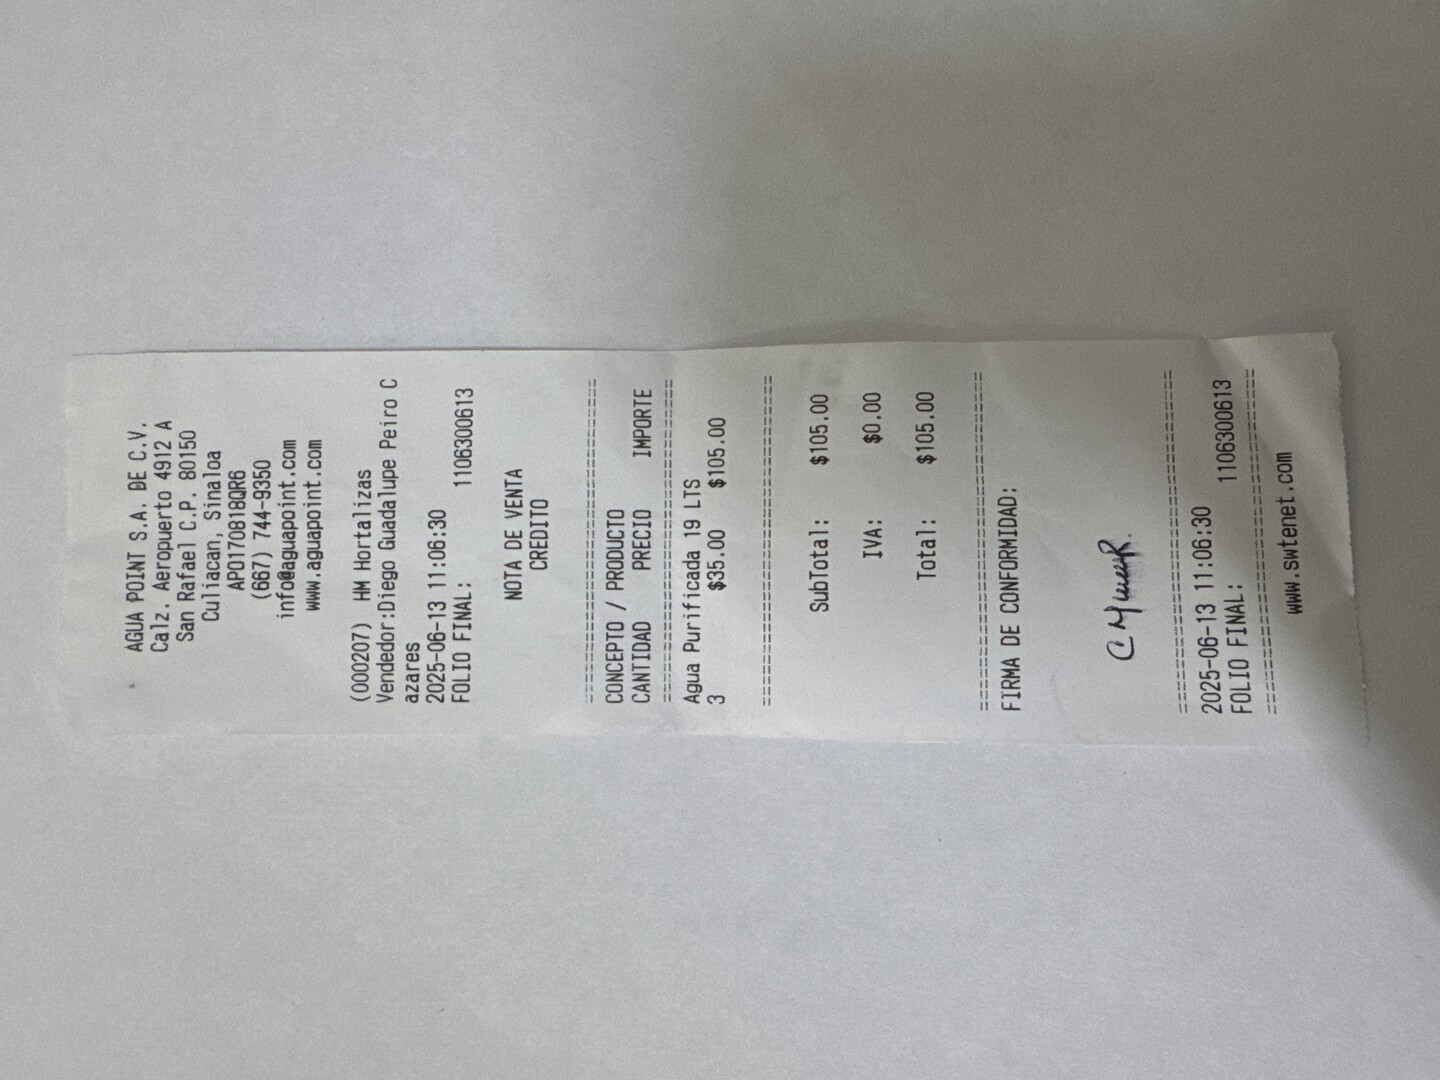 AGUA POINT S.A. DE C.V.
Calz. Aeropuerto 4912 A
San Rafael C.P. 80150
Culiacan, Sinaloa
APO170818QR6
(667) 744-9350
info@aguapoint.com
www.aguapoint.com
(000207) HM Hortalizas
Vendedor:Diego Guadalupe Peiro C
azares
2025-06-13 11:06:30
FOLIO FINAL: 1106300613
NOTA DE VENTA
CREDITO
================================
CONCEPTO / PRODUCTO
CANTIDAD PRECIO IMPORTE
================================
Agua Purificada 19 LTS
3 $35.00 $105.00
================================
SubTotal: $105.00
IVA: $0.00
Total: $105.00
================================
FIRMA DE CONFORMIDAD:
================================
2025-06-13 11:06:30
FOLIO FINAL: 1106300613
================================
www.swtenet.com